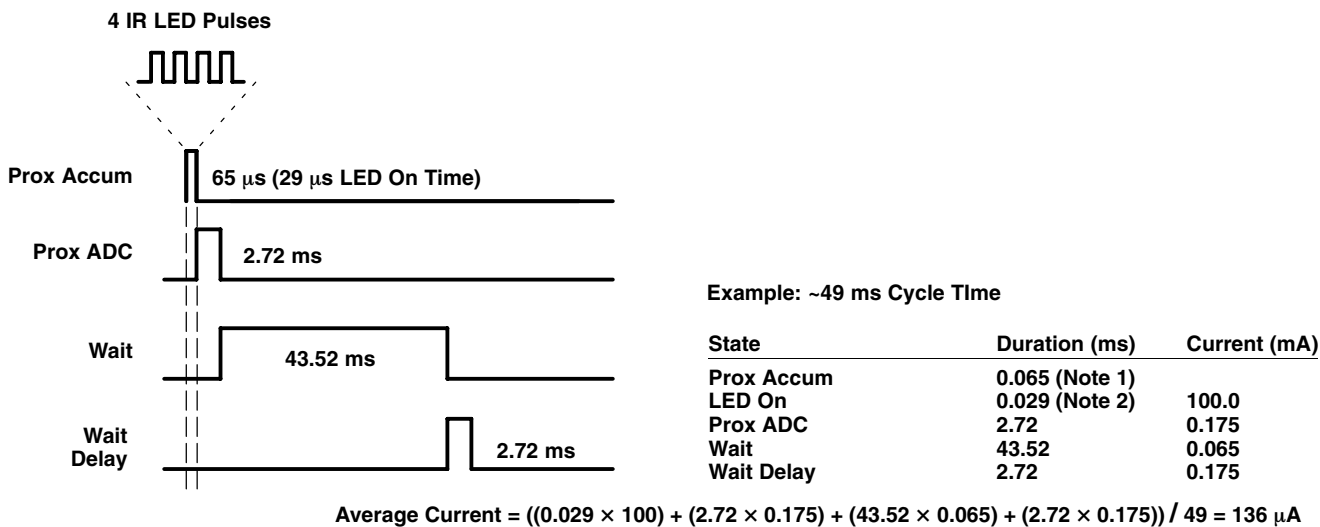 4 IR LED Pulses
Prox Accum
65 μs (29 μs LED On Time)
Prox ADC
2.72 ms
Wait
43.52 ms
Wait
Delay
2.72 ms
Example: ~49 ms Cycle TIme
State Duration (ms) Current (mA)
Prox Accum 0.065 (Note 1)
LED On 0.029 (Note 2) 100.0
Prox ADC 2.72 0.175
Wait 43.52 0.065
Wait Delay 2.72 0.175
Average Current = ((0.029 × 100) + (2.72 × 0.175) + (43.52 × 0.065) + (2.72 × 0.175)) / 49 = 136 μA